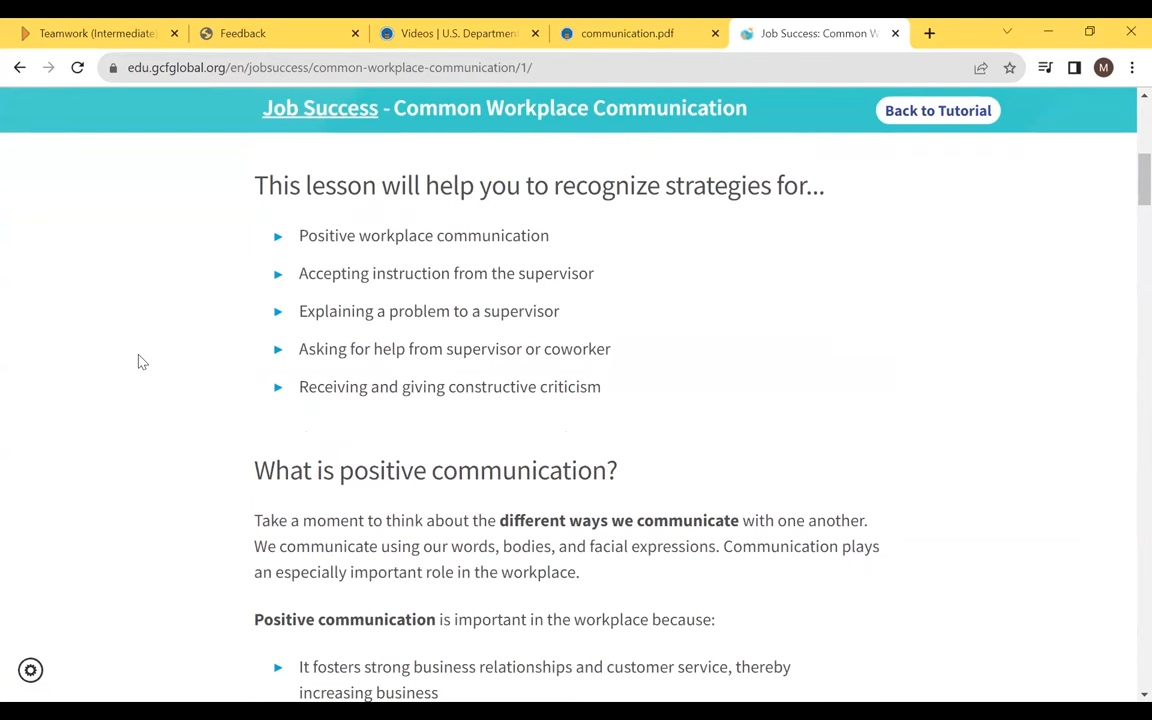 Teamwork (Intermediate)
Feedback
Videos | U.S. Department
communication.pdf
Job Success: Common W
edu.gcfglobal.org/en/jobsuccess/common-workplace-communication/1/
M
Job Success - Common Workplace Communication
Back to Tutorial
This lesson will help you to recognize strategies for...
Positive workplace communication
Accepting instruction from the supervisor
Explaining a problem to a supervisor
Asking for help from supervisor or coworker
Receiving and giving constructive criticism
What is positive communication?
Take a moment to think about the different ways we communicate with one another.
We communicate using our words, bodies, and facial expressions. Communication plays
an especially important role in the workplace.
Positive communication is important in the workplace because:
It fosters strong business relationships and customer service, thereby
increasing business